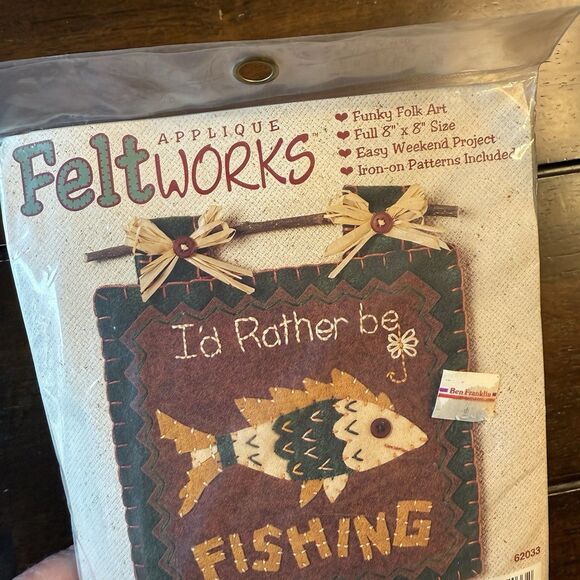 APPLIQUE
FeltWORKS™
Funky Folk Art
Full 8" x 8" Size
Easy Weekend Project
Iron-on Patterns Included
I'd Rather be
Ben Franklin
FISHING
62033